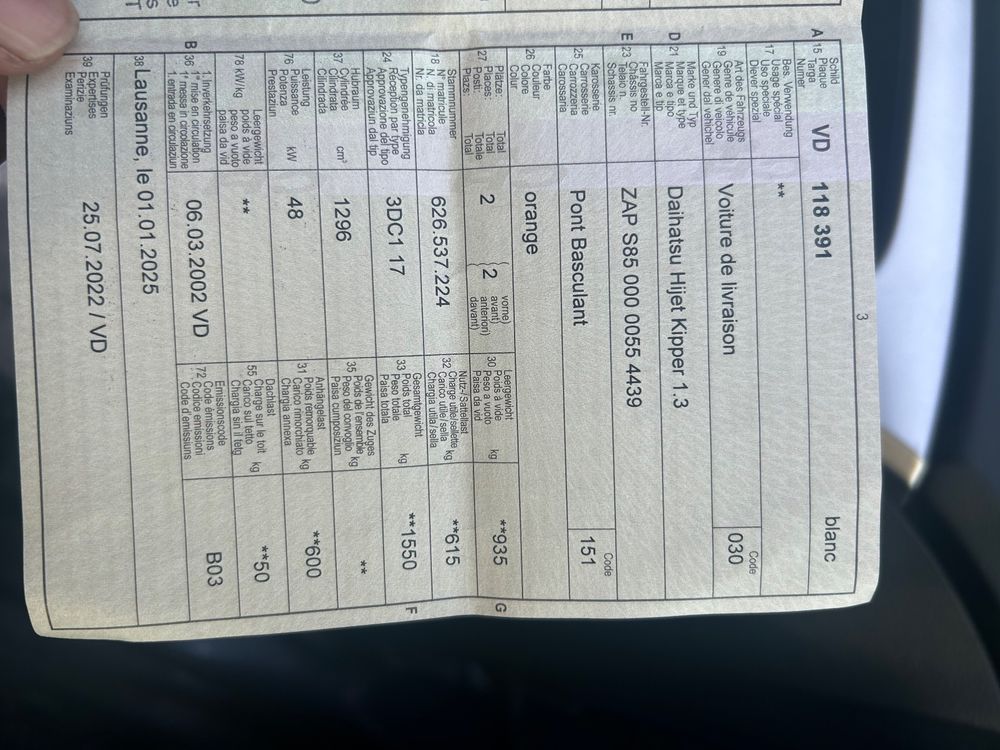 3
A 15 Schild
Plaque
Targa
Numer
VD 118 391
blanc
17 Bes. Verwendung
Usage spécial
Uso speciale
Diever spezial
**
19 Art des Fahrzeugs
Genre de véhicule
Genere di veicolo
Gener dal vehichel
Voiture de livraison
Code
030
D 21 Marke und Typ
Marque et type
Marca e tipo
Marca e tip
Daihatsu Hijet Kipper 1.3
E 23 Fahrgestell-Nr.
Châssis no
Telaio n.
Schassis nr.
ZAP S85 000 0055 4439
25 Karosserie
Carrosserie
Carrozzeria
Carossaria
Pont Basculant
Code
151
26 Farbe
Couleur
Colore
Colur
orange
27 Plätze: Total
Places: Total
Posti: Totale
Plazs: Total
2
2
vorne)
avant)
anteriori)
davant)
30 Leergewicht
Poids à vide
Peso a vuoto kg
Paisa da vid
**935
G
18 Stammnummer
N° matricule
N. di matricola
Nr. da matricla
626.537.224
32 Nutz-/Sattellast
Charge utile/sellette kg
Carico utile/sella
Chargia utila/sella
**615
24 Typengenehmigung
Réception par type
Approvazione del tipo
Approvaziun dal tip
3DC1 17
33 Gesamtgewicht
Poids total
Peso totale kg
Paisa totala
**1550
F
37 Hubraum
Cylindrée cm³
Cilindrata
Cilindrada
1296
35 Gewicht des Zuges
Poids de l'ensemble kg
Peso del convoglio
Paisa cumposiziun
**
76 Leistung
Puissance kW
Potenza
Prestaziun
48
31 Anhängelast
Poids remorquable kg
Carico rimorchiato
Chargia annexa
**600
78 kW/kg
Leergewicht
poids à vide
peso a vuoto
paisa da vid
**
55 Dachlast
Charge sur le toit kg
Carico sul tetto
Chargia sin il tetg
**50
B 36 1. Inverkehrsetzung
1re mise en circulation
1a messa in circolazione
1. entrada en circulaziun
06.03.2002 VD
72 Emissionscode
Code émissions
Codice emissioni
Code d'emissiuns
B03
38 Lausanne, le 01.01.2025
39 Prüfungen
Expertises
Perizie
Examinaziuns
25.07.2022 / VD